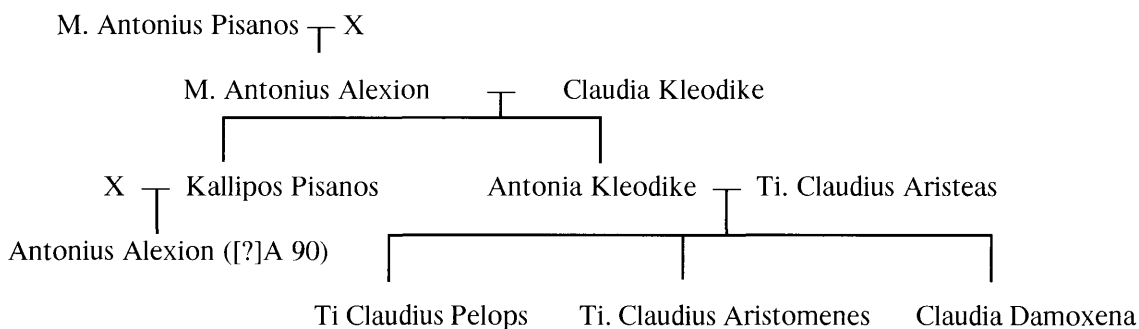 M. Antonius Pisanos X
M. Antonius Alexion Claudia Kleodike
X Kallipos Pisanos Antonia Kleodike Ti. Claudius Aristeas
Antonius Alexion ([?]A 90)
Ti Claudius Pelops Ti. Claudius Aristomenes Claudia Damoxena